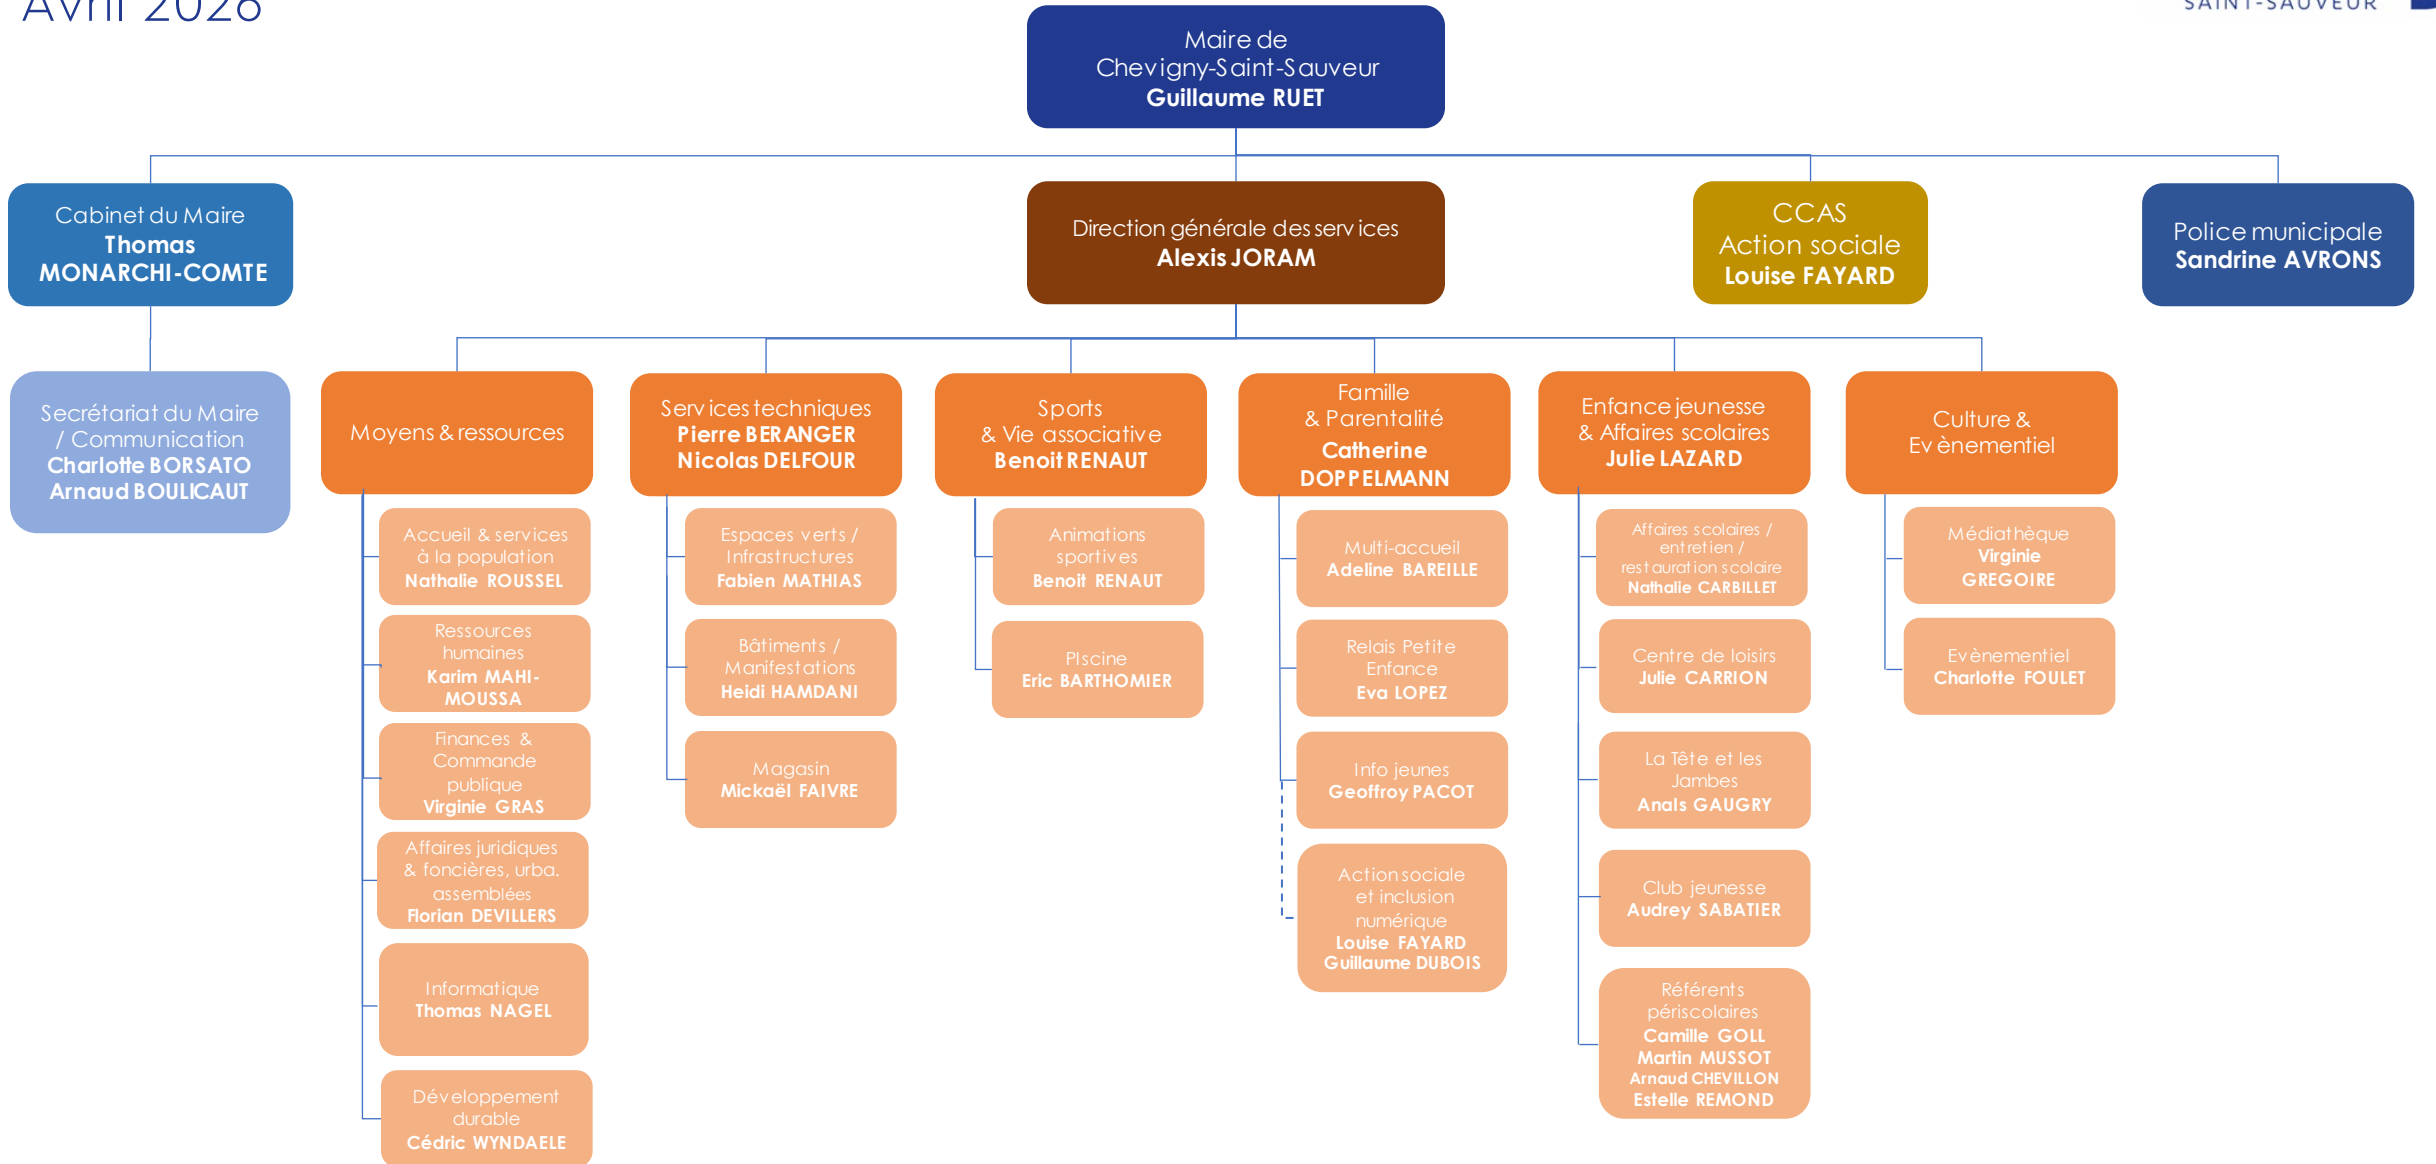 Avril 2026
SAINT-SAUVEUR
Maire de
Chevigny-Saint-Sauveur
Guillaume RUET
Cabinet du Maire
Thomas
MONARCHI-COMTE
Direction générale des services
Alexis JORAM
CCAS
Action sociale
Louise FAYARD
Police municipale
Sandrine AVRONS
Secrétariat du Maire
/ Communication
Charlotte BORSATO
Arnaud BOULICAUT
Moyens & ressources
Services techniques
Pierre BERANGER
Nicolas DELFOUR
Sports
& Vie associative
Benoit RENAUT
Famille
& Parentalité
Catherine
DOPPELMANN
Enfance jeunesse
& Affaires scolaires
Julie LAZARD
Culture &
Evènementiel
Accueil & services
à la population
Nathalie ROUSSEL
Ressources
humaines
Karim MAHI-
MOUSSA
Finances &
Commande
publique
Virginie GRAS
Affaires juridiques
& foncières, urba.
assemblées
Florian DEVILLERS
Informatique
Thomas NAGEL
Développement
durable
Cédric WYNDAELE
Espaces verts /
Infrastructures
Fabien MATHIAS
Bâtiments /
Manifestations
Heidi HAMDANI
Magasin
Mickaël FAIVRE
Animations
sportives
Benoit RENAUT
PIscine
Eric BARTHOMIER
Multi-accueil
Adeline BAREILLE
Relais Petite
Enfance
Eva LOPEZ
Info jeunes
Geoffroy PACOT
Action sociale
et inclusion
numérique
Louise FAYARD
Guillaume DUBOIS
Affaires scolaires /
entretien /
restauration scolaire
Nathalie CARBILLET
Centre de loisirs
Julie CARRION
La Tête et les
Jambes
Anaïs GAUGRY
Club jeunesse
Audrey SABATIER
Référents
périscolaires
Camille GOLL
Martin MUSSOT
Arnaud CHEVILLON
Estelle REMOND
Médiathèque
Virginie
GREGOIRE
Evènementiel
Charlotte FOULET